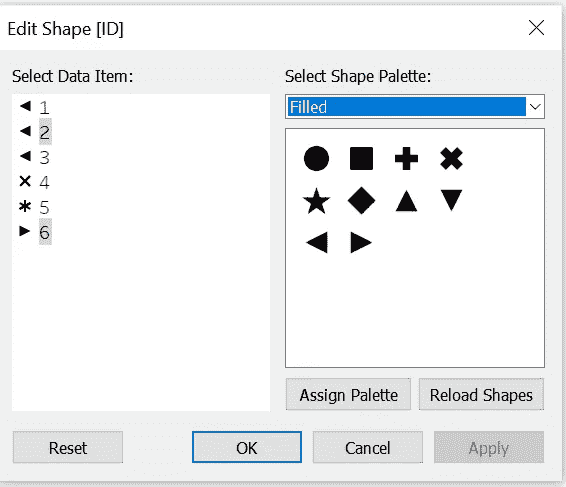 Edit Shape [ID]
Select Data Item:
1
2
3
4
5
6
Select Shape Palette:
Filled
Assign Palette
Reload Shapes
Reset
OK
Cancel
Apply